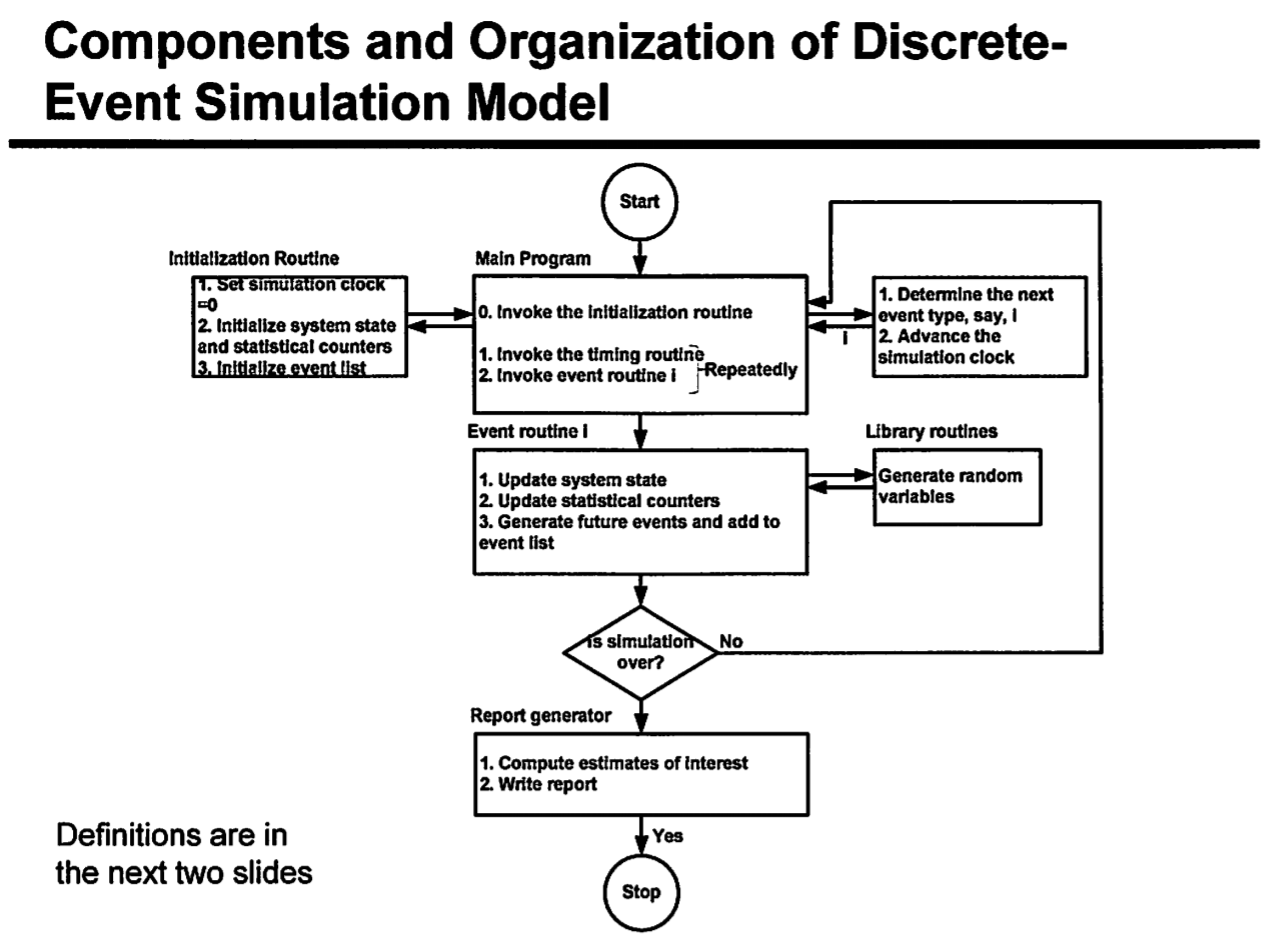 Components and Organization of Discrete-
Event Simulation Model
Start
Initialization Routine
1. Set simulation clock
=0
2. Initialize system state
and statistical counters
3. Initialize event list
Main Program
0. Invoke the initialization routine
1. Invoke the timing routine
2. Invoke event routine i
Repeatedly
1. Determine the next
event type, say, i
2. Advance the
simulation clock
i
Event routine i
1. Update system state
2. Update statistical counters
3. Generate future events and add to
event list
Library routines
Generate random
variables
Is simulation
over?
No
Report generator
1. Compute estimates of interest
2. Write report
Yes
Stop
Definitions are in
the next two slides